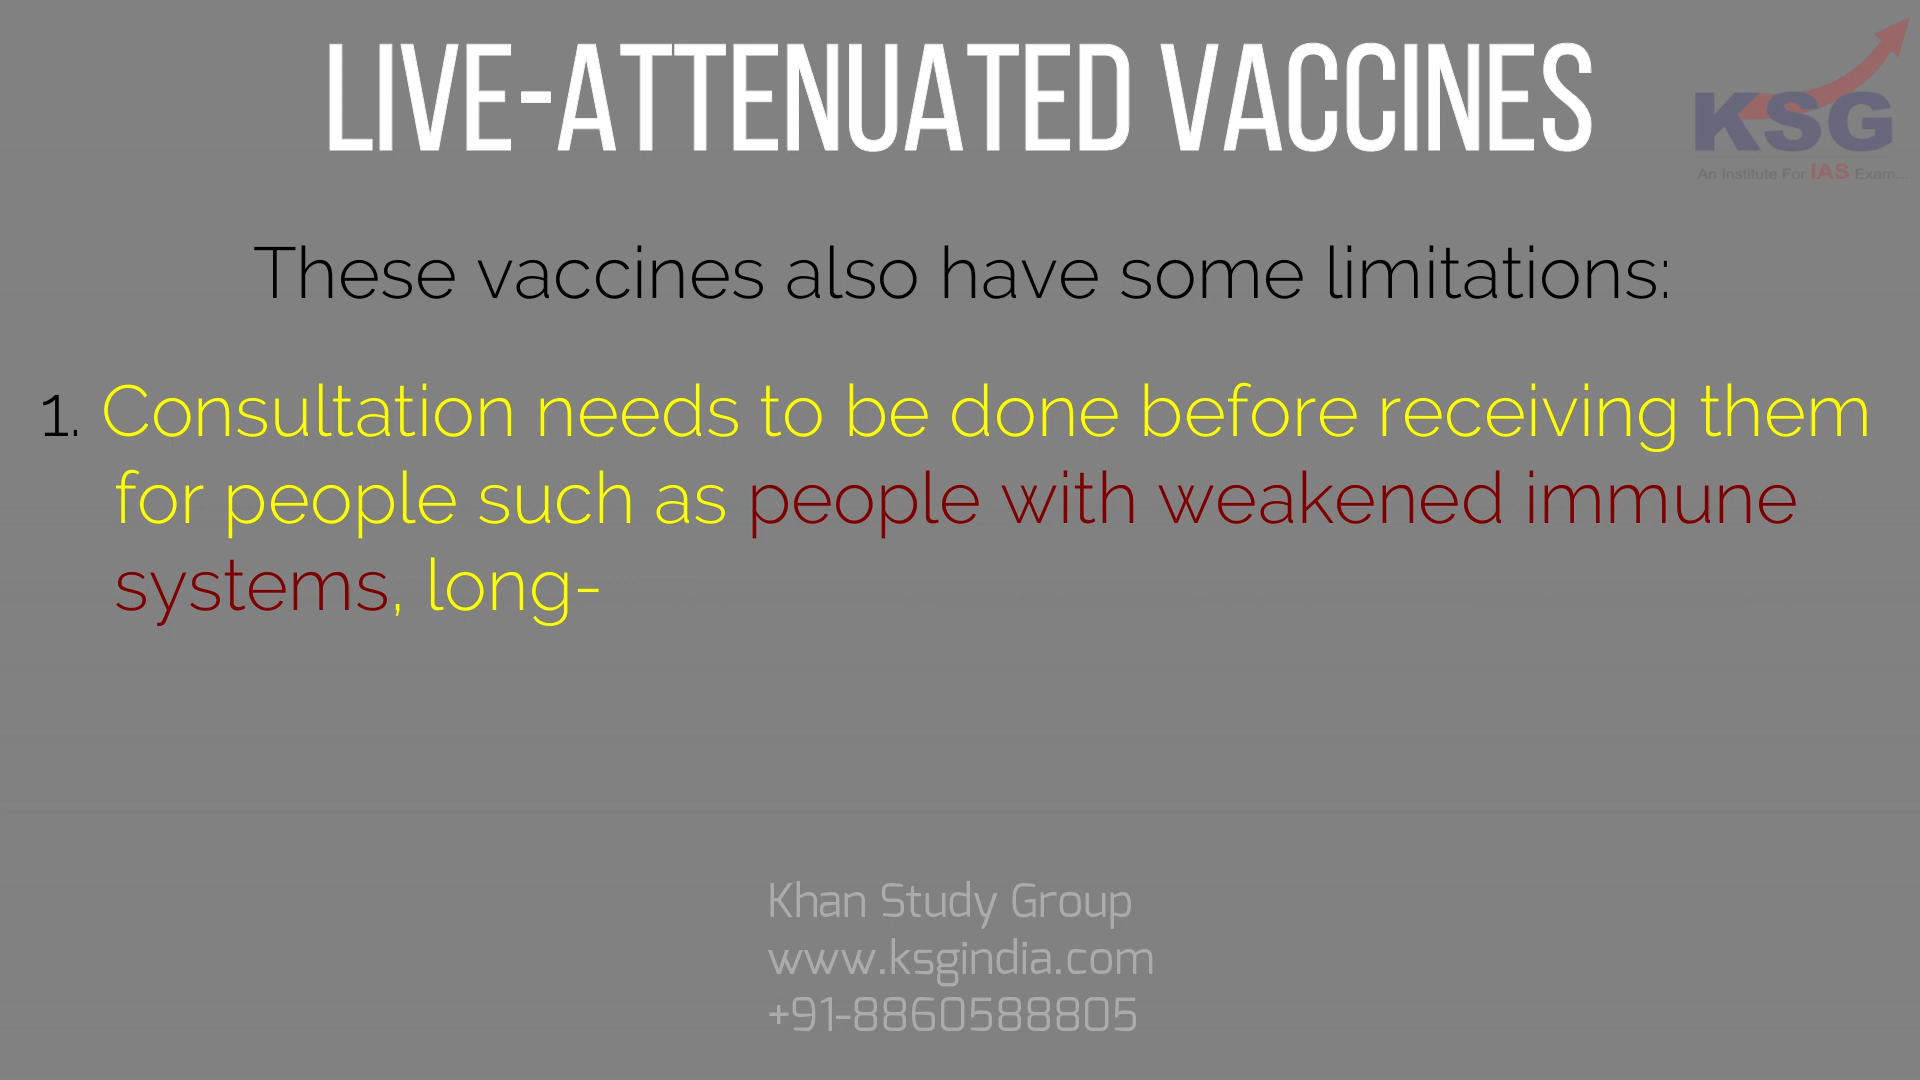 LIVE-ATTENUATED VACCINES
KSG
An Institute For IAS Exam...
These vaccines also have some limitations:
1. Consultation needs to be done before receiving them
for people such as people with weakened immune
systems, long-
Khan Study Group
www.ksgindia.com
+91-8860588805